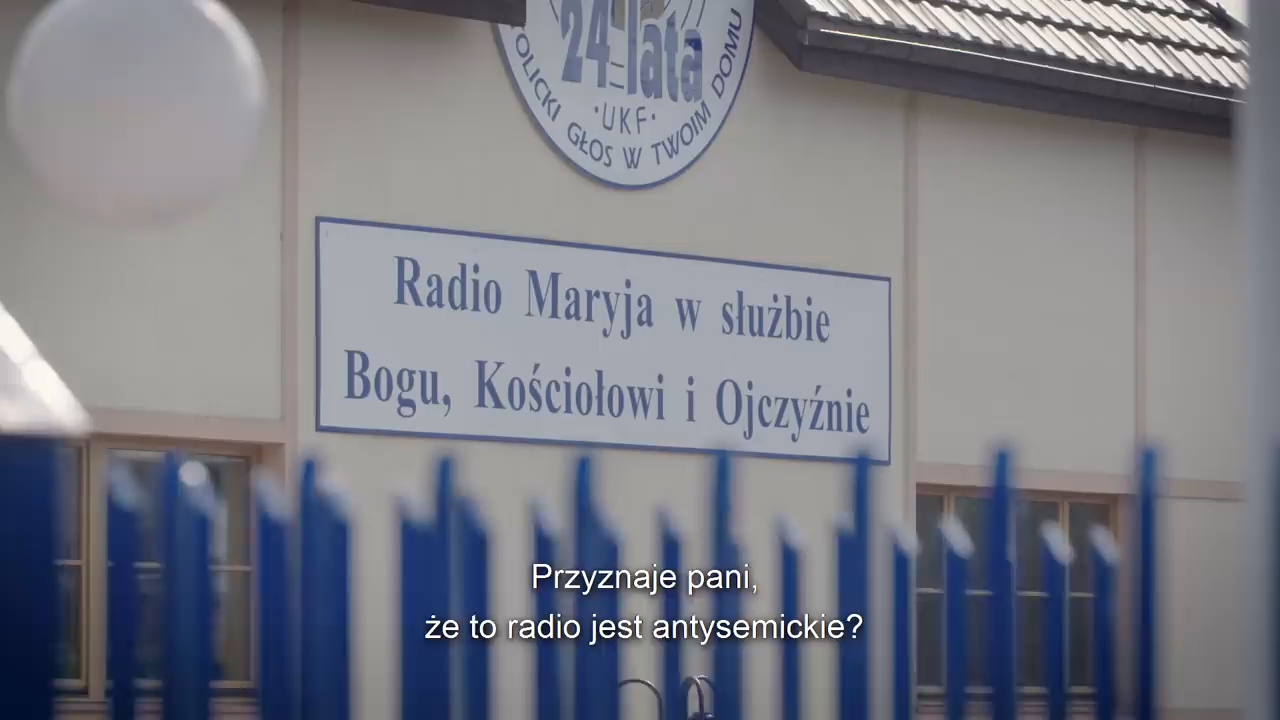 24 lata
·UKF·
GŁOS W TWOIM DOMU
Radio Maryja w służbie
Bogu, Kościołowi i Ojczyźnie
Przyznaje pani,
że to radio jest antysemickie?